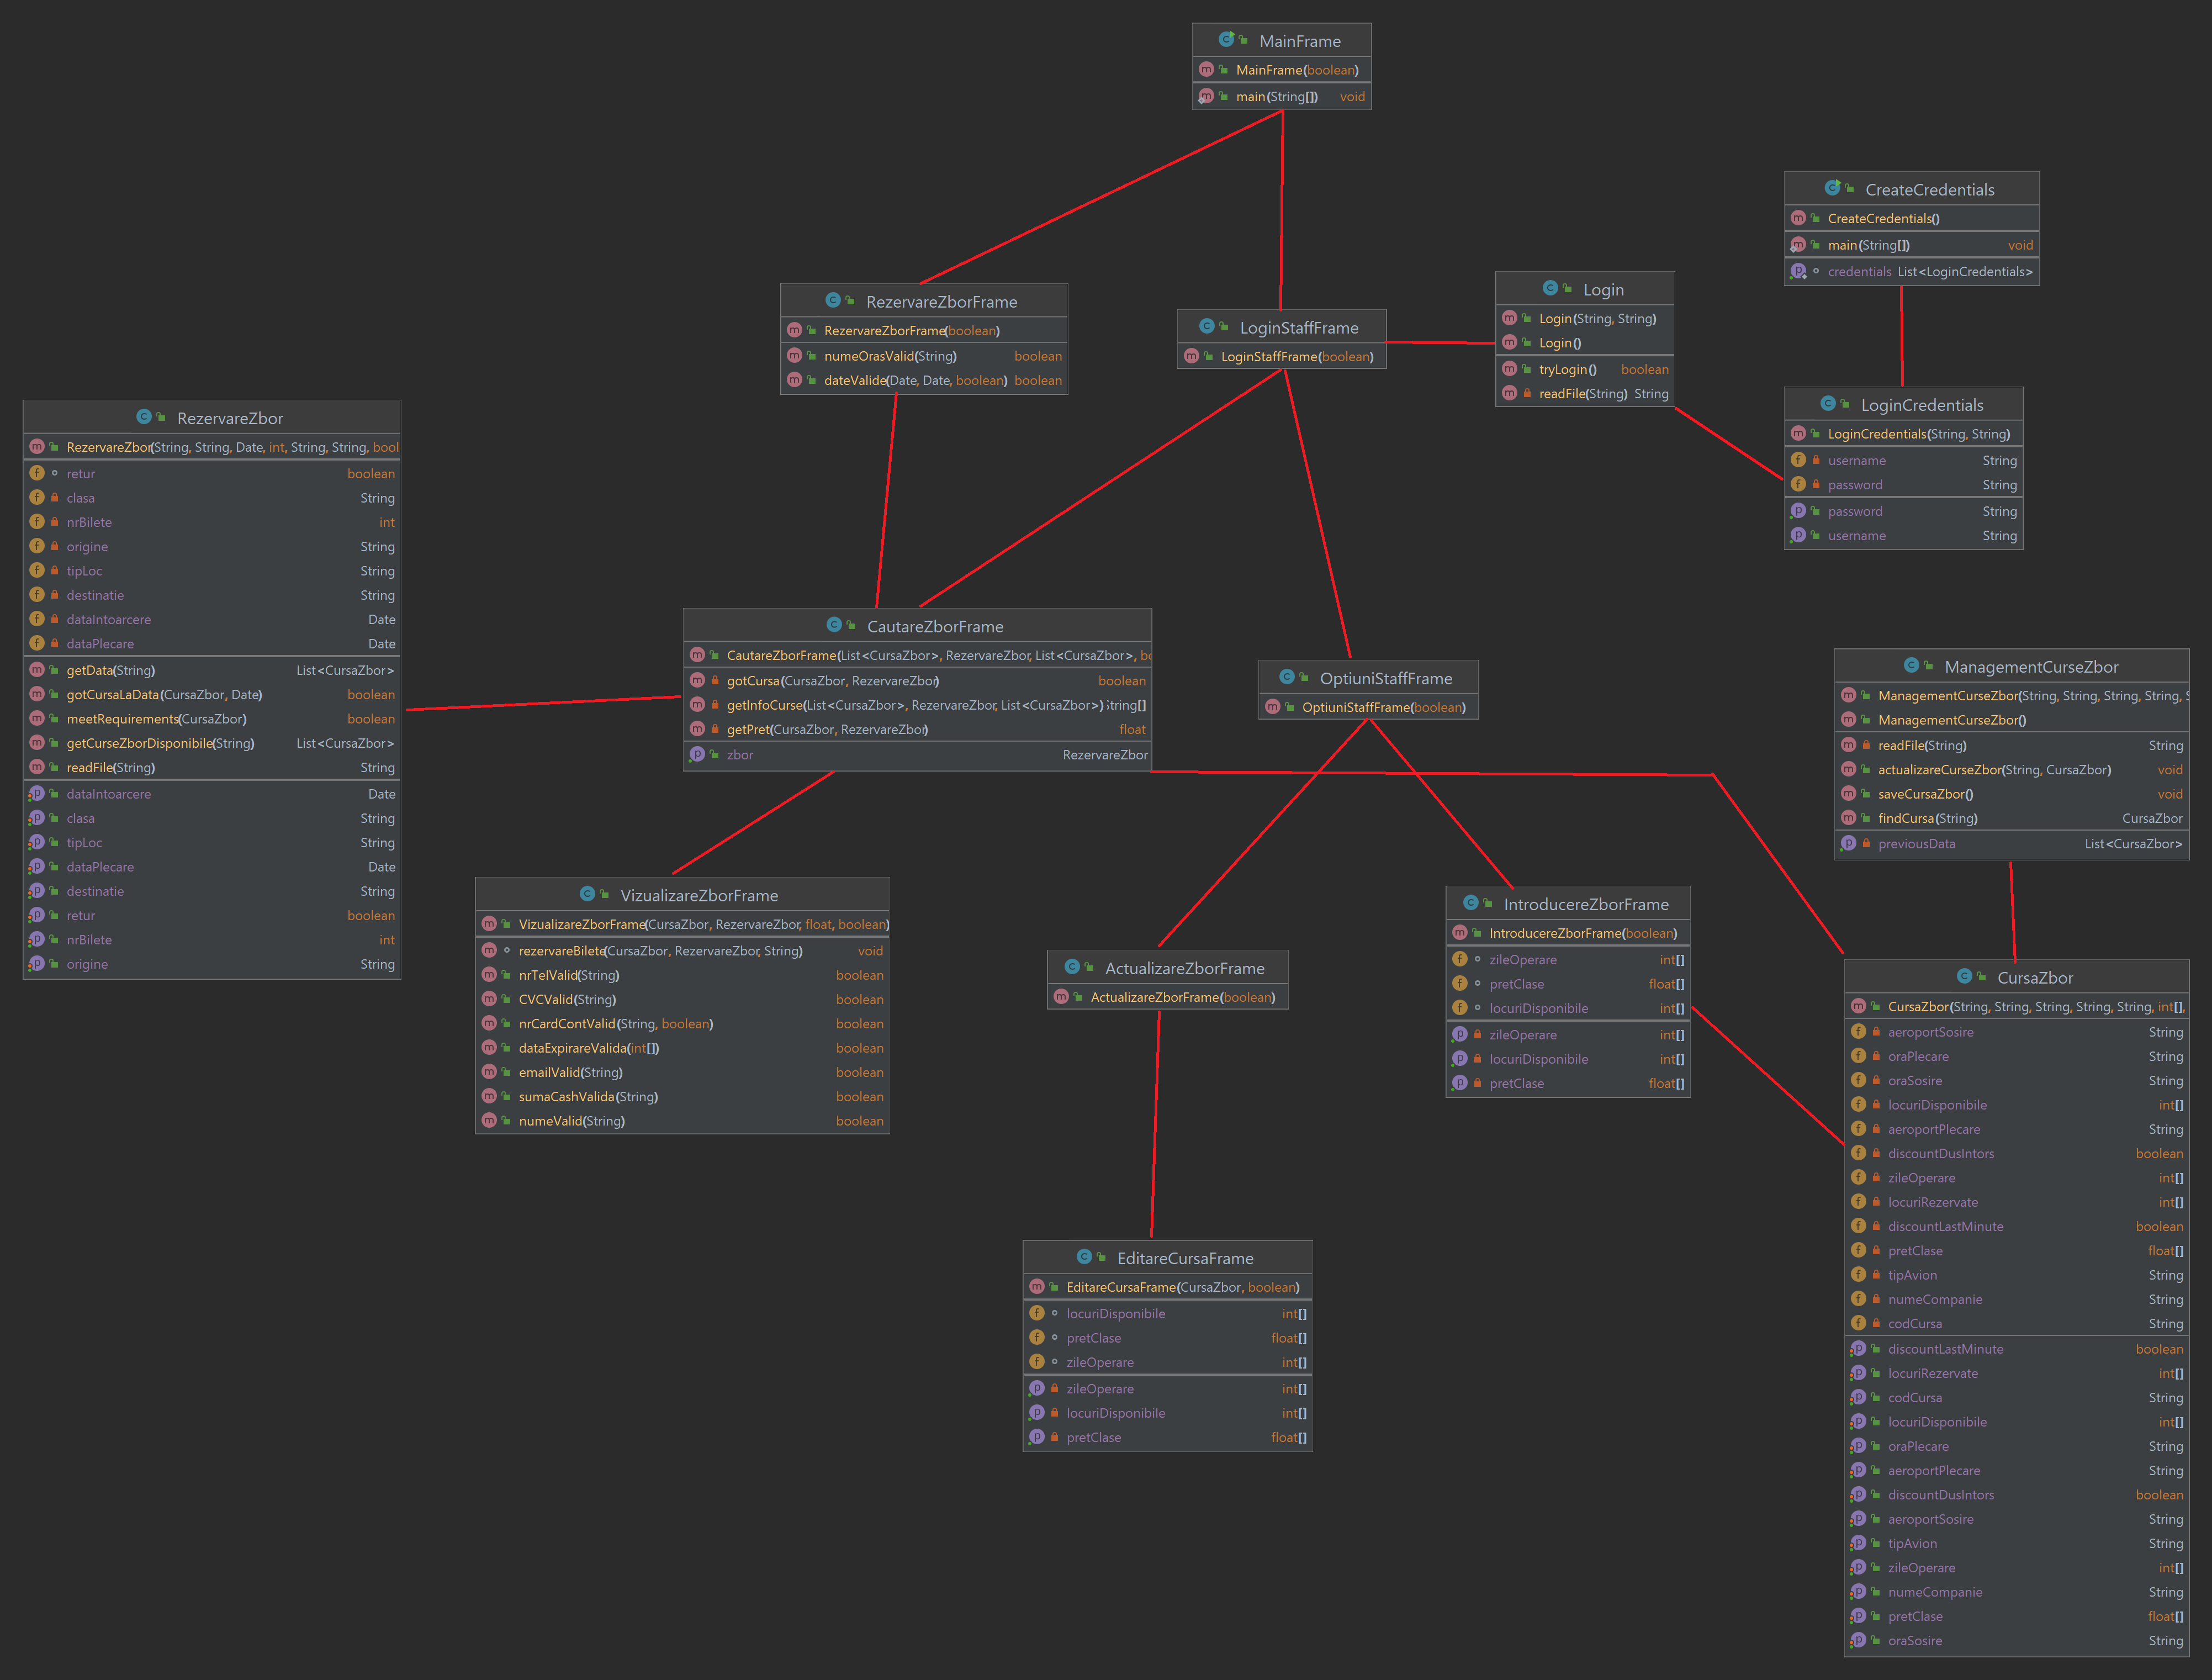 MainFrame
MainFrame(boolean)
main(String[]) void
CreateCredentials
CreateCredentials()
main(String[]) void
credentials List<LoginCredentials>
RezervareZborFrame
RezervareZborFrame(boolean)
numeOrasValid(String) boolean
dateValide(Date, Date, boolean) boolean
LoginStaffFrame
LoginStaffFrame(boolean)
Login
Login(String, String)
Login()
tryLogin() boolean
readFile(String) String
LoginCredentials
LoginCredentials(String, String)
username String
password String
password String
username String
RezervareZbor
RezervareZbor(String, String, Date, int, String, String, bool
retur boolean
clasa String
nrBilete int
origine String
tipLoc String
destinatie String
dataIntoarcere Date
dataPlecare Date
getData(String) List<CursaZbor>
gotCursaLaData(CursaZbor, Date) boolean
meetRequirements(CursaZbor) boolean
getCurseZborDisponibile(String) List<CursaZbor>
readFile(String) String
dataIntoarcere Date
clasa String
tipLoc String
dataPlecare Date
destinatie String
retur boolean
nrBilete int
origine String
CautareZborFrame
CautareZborFrame(List<CursaZbor>, RezervareZbor, List<CursaZbor>, bo
gotCursa(CursaZbor, RezervareZbor) boolean
getInfoCurse(List<CursaZbor>, RezervareZbor, List<CursaZbor>) String[]
getPret(CursaZbor, RezervareZbor) float
zbor RezervareZbor
OptiuniStaffFrame
OptiuniStaffFrame(boolean)
ManagementCurseZbor
ManagementCurseZbor(String, String, String, String, S
ManagementCurseZbor()
readFile(String) String
actualizareCurseZbor(String, CursaZbor) void
saveCursaZbor() void
findCursa(String) CursaZbor
previousData List<CursaZbor>
VizualizareZborFrame
VizualizareZborFrame(CursaZbor, RezervareZbor, float, boolean)
rezervareBilete(CursaZbor, RezervareZbor, String) void
nrTelValid(String) boolean
CVCValid(String) boolean
nrCardContValid(String, boolean) boolean
dataExpirareValida(int[]) boolean
emailValid(String) boolean
sumaCashValida(String) boolean
numeValid(String) boolean
ActualizareZborFrame
ActualizareZborFrame(boolean)
IntroducereZborFrame
IntroducereZborFrame(boolean)
zileOperare int[]
pretClase float[]
locuriDisponibile int[]
zileOperare int[]
locuriDisponibile int[]
pretClase float[]
CursaZbor
CursaZbor(String, String, String, String, String, int[],
aeroportSosire String
oraPlecare String
oraSosire String
locuriDisponibile int[]
aeroportPlecare String
discountDusIntors boolean
zileOperare int[]
locuriRezervate int[]
discountLastMinute boolean
pretClase float[]
tipAvion String
numeCompanie String
codCursa String
discountLastMinute boolean
locuriRezervate int[]
codCursa String
locuriDisponibile int[]
oraPlecare String
aeroportPlecare String
discountDusIntors boolean
aeroportSosire String
tipAvion String
zileOperare int[]
numeCompanie String
pretClase float[]
oraSosire String
EditareCursaFrame
EditareCursaFrame(CursaZbor, boolean)
locuriDisponibile int[]
pretClase float[]
zileOperare int[]
zileOperare int[]
locuriDisponibile int[]
pretClase float[]